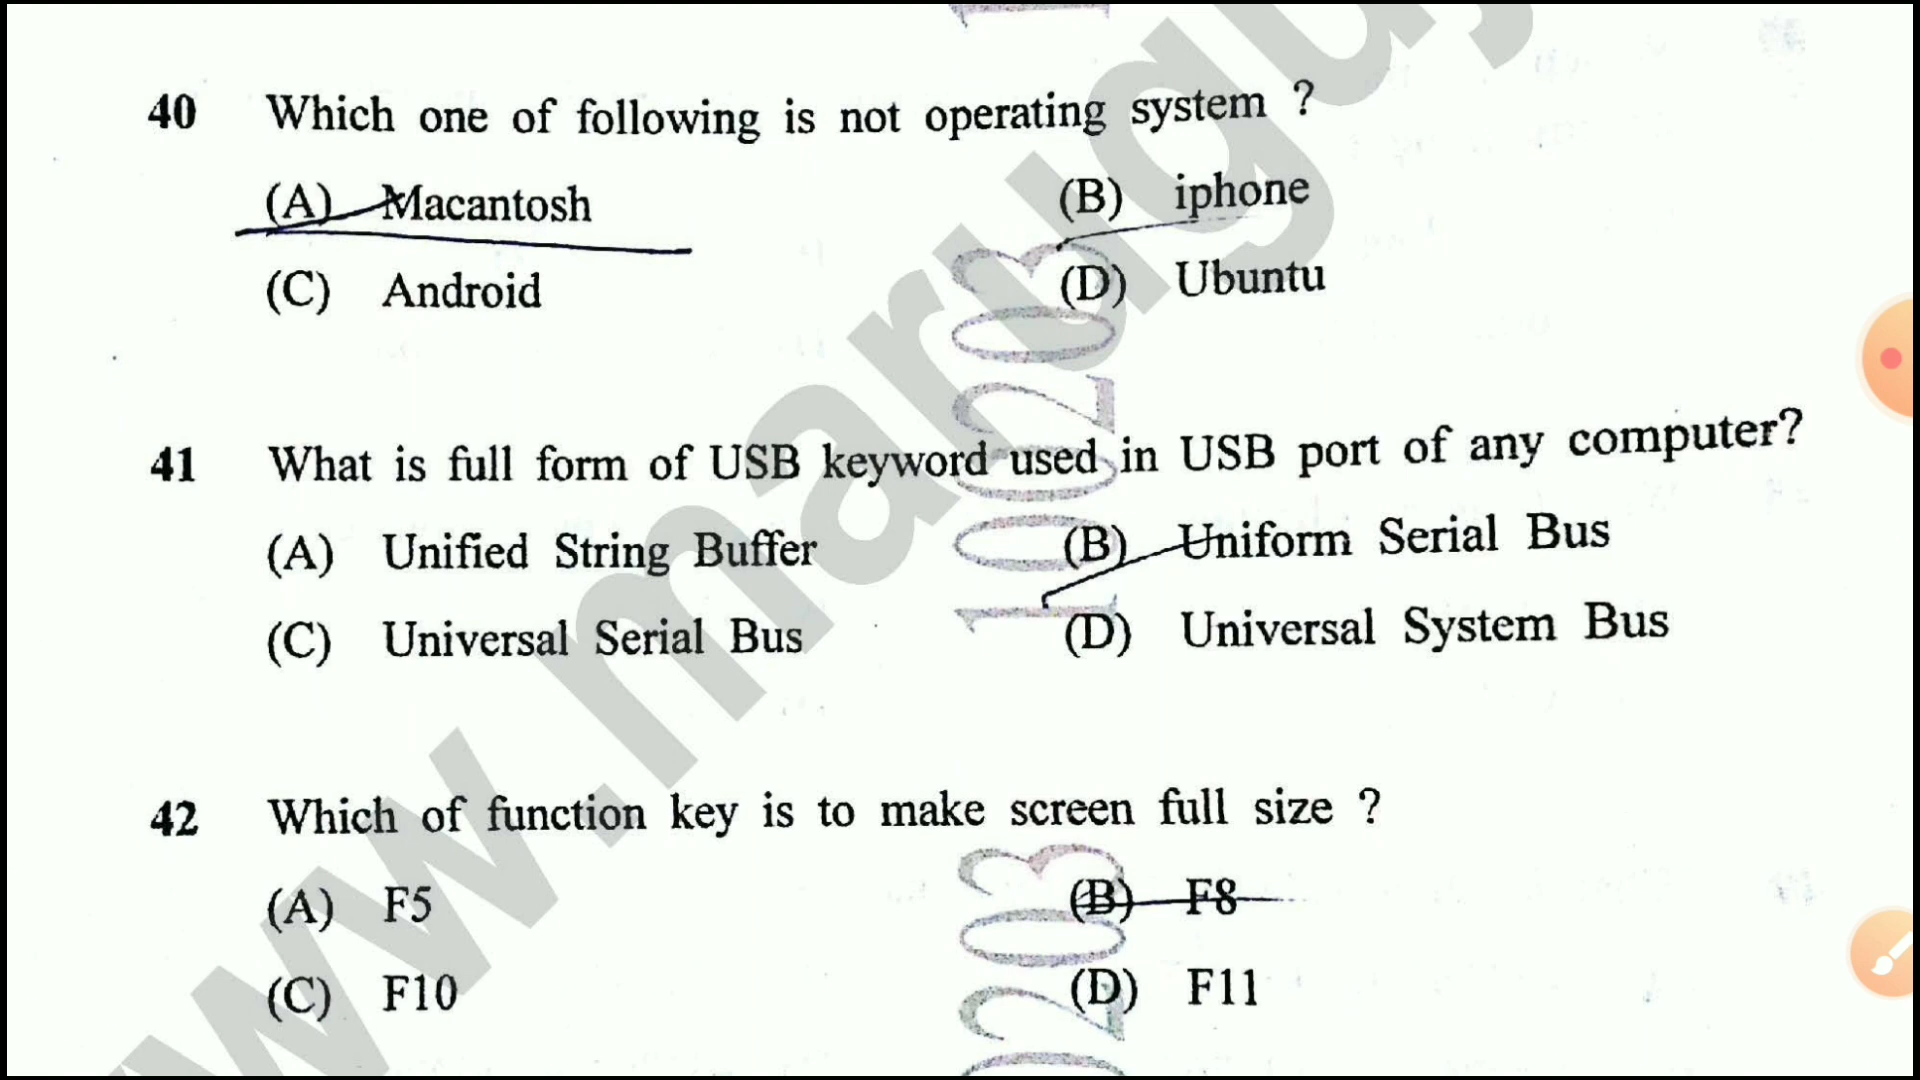 40 Which one of following is not operating system ?
(A) Macantosh (B) iphone
(C) Android (D) Ubuntu
41 What is full form of USB keyword used in USB port of any computer?
(A) Unified String Buffer (B) Uniform Serial Bus
(C) Universal Serial Bus (D) Universal System Bus
42 Which of function key is to make screen full size ?
(A) F5 (B) F8
(C) F10 (D) F11